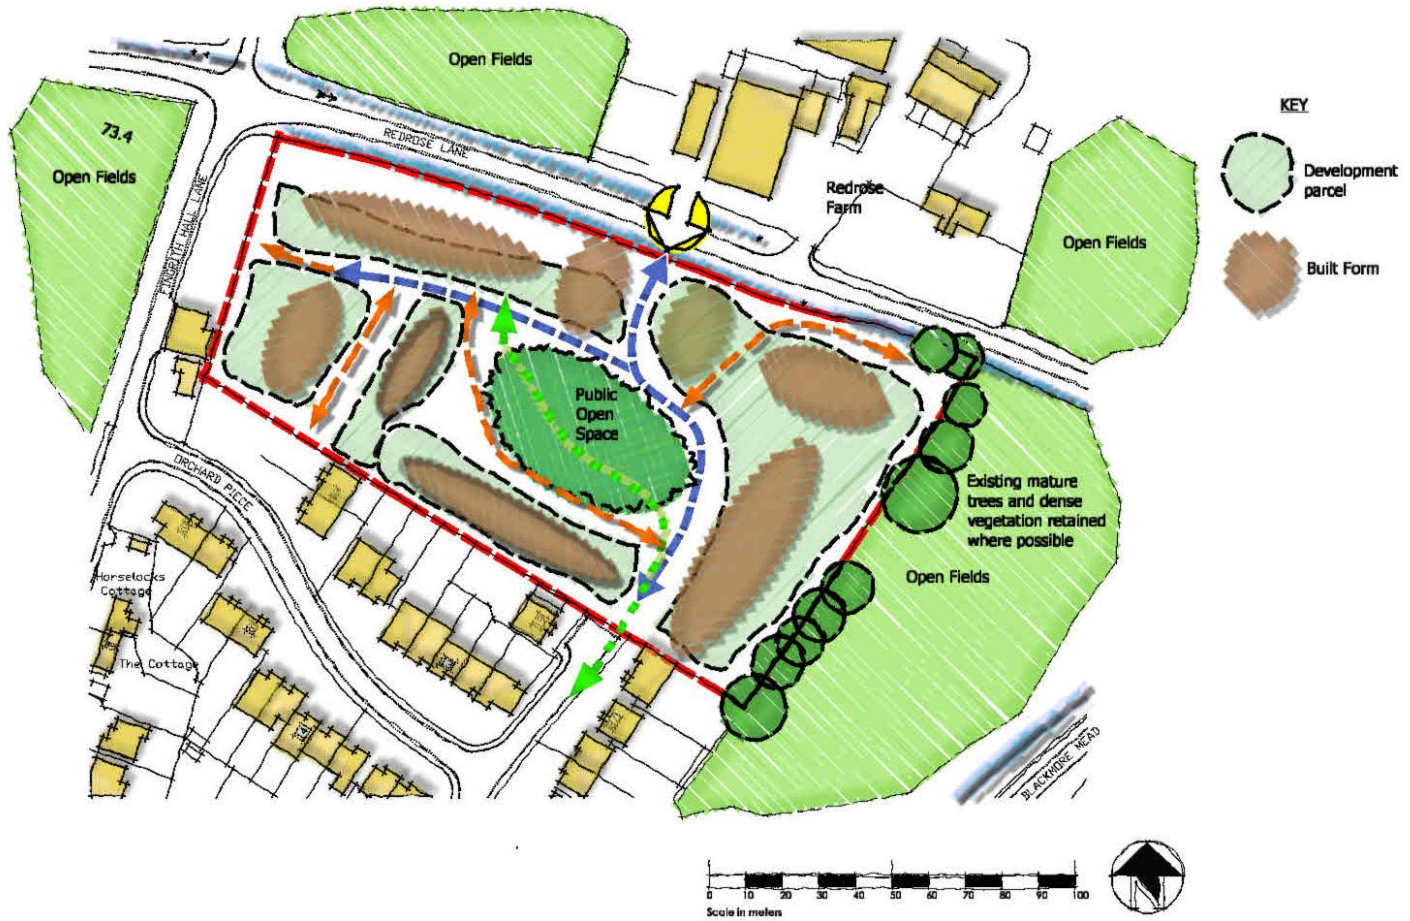 Open Fields
KEY
73.4
REDROSE LANE
Open Fields
Development
parcel
FINGRITH HALL LANE
Redrose
Farm
Open Fields
Built Form
Public
Open
Space
ORCHARD PIECE
Existing mature
trees and dense
vegetation retained
where possible
Open Fields
Horselocks
Cottage
The Cottage
BLACKMORE MEAD
0 10 20 30 40 50 60 70 80 90 100
Scale in meters